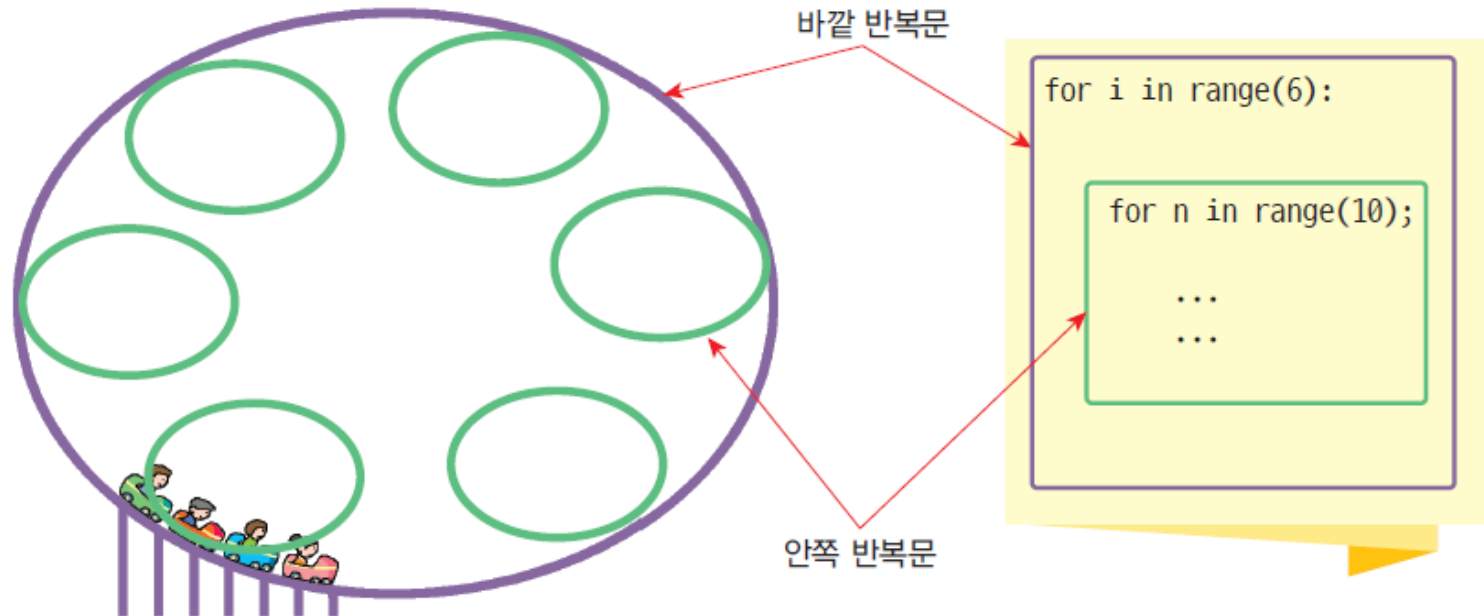 바깥 반복문
for i in range(6):
for n in range(10);
...
...
안쪽 반복문